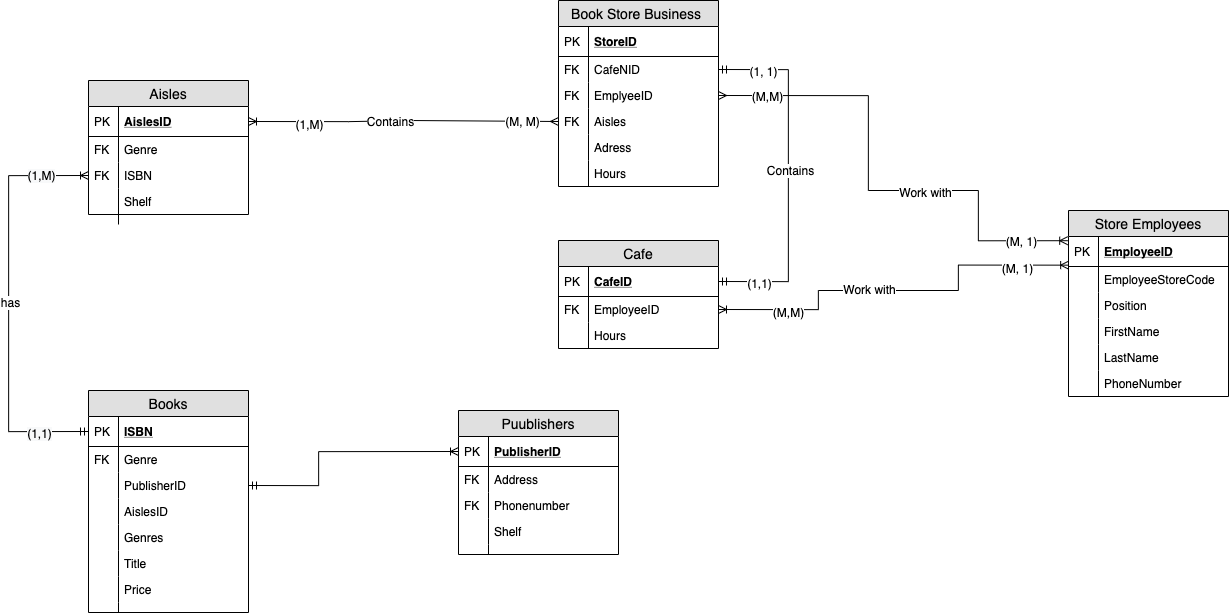 Book Store Business
PK StoreID
FK CafeNID
FK EmplyeeID
FK Aisles
Adress
Hours
(1, 1)
(M,M)
Aisles
PK AislesID
FK Genre
FK ISBN
Shelf
(1,M)
Contains
(M, M)
(1,M)
Contains
Work with
Store Employees
PK EmployeeID
EmployeeStoreCode
Position
FirstName
LastName
PhoneNumber
(M, 1)
(M, 1)
Cafe
PK CafeID
FK EmployeeID
Hours
(1,1)
(M,M)
Work with
has
Books
PK ISBN
FK Genre
PublisherID
AislesID
Genres
Title
Price
(1,1)
Puublishers
PK PublisherID
FK Address
FK Phonenumber
Shelf